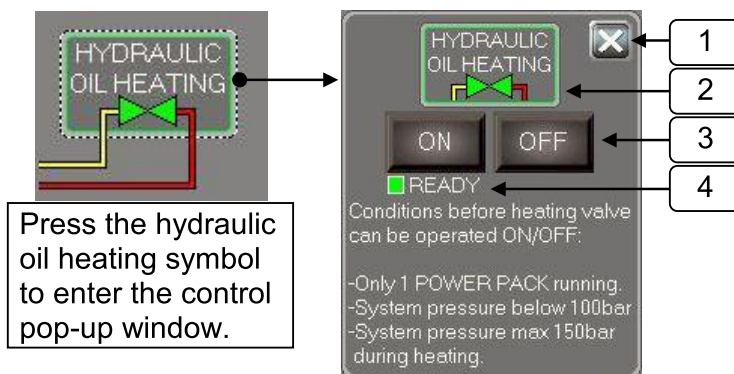 HYDRAULIC
OIL HEATING
Press the hydraulic
oil heating symbol
to enter the control
pop-up window.
HYDRAULIC
OIL HEATING
ON
OFF
READY
Conditions before heating valve
can be operated ON/OFF:
-Only 1 POWER PACK running.
-System pressure below 100bar
-System pressure max 150bar
during heating.
1
2
3
4